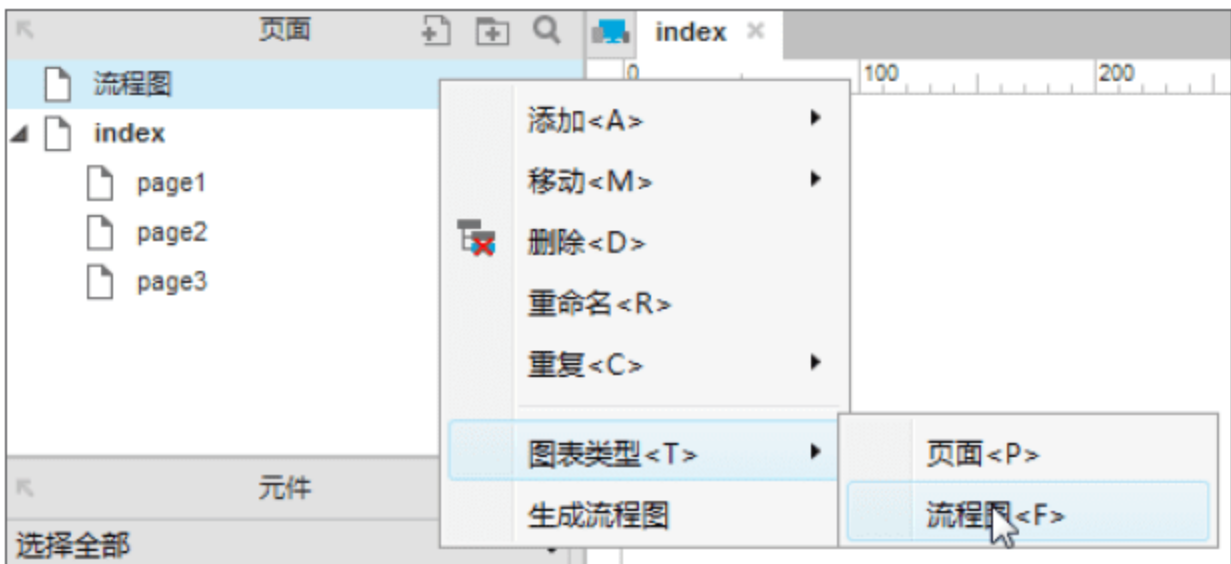 页面
index
0
100
200
流程图
index
page1
page2
page3
添加<A>
移动<M>
删除<D>
重命名<R>
重复<C>
图表类型<T>
生成流程图
页面<P>
流程图<F>
元件
选择全部